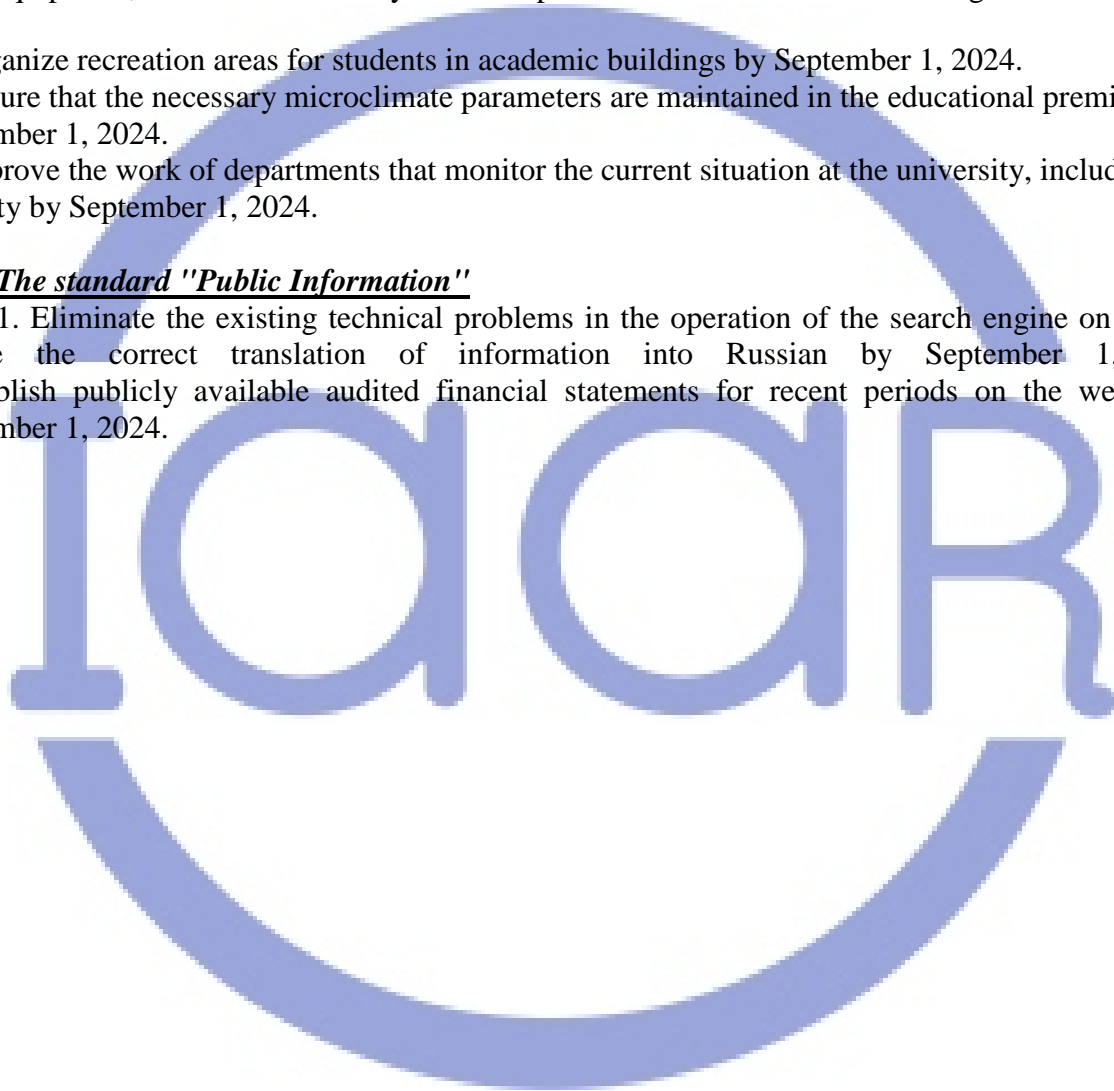 ganize recreation areas for students in academic buildings by September 1, 2024.
ure that the necessary microclimate parameters are maintained in the educational premi
mber 1, 2024.
prove the work of departments that monitor the current situation at the university, includ
ty by September 1, 2024.
The standard "Public Information"
1. Eliminate the existing technical problems in the operation of the search engine on
e the correct translation of information into Russian by September 1,
blish publicly available audited financial statements for recent periods on the we
mber 1, 2024.
IaaR